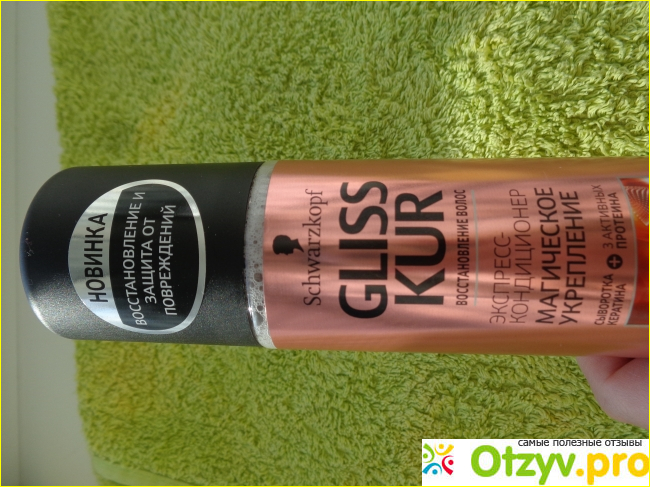 НОВИНКА
ВОССТАНОВЛЕНИЕ И
ЗАЩИТА ОТ
ПОВРЕЖДЕНИЙ
Schwarzkopf
GLISS
KUR
ВОССТАНОВЛЕНИЕ ВОЛОС
ЭКСПРЕСС-
КОНДИЦИОНЕР
МАГИЧЕСКОЕ
УКРЕПЛЕНИЕ
СЫВОРОТКА + 3 АКТИВНЫХ
КЕРАТИНА ПРОТЕИНА
самые полезные отзывы
Otzyv.pro